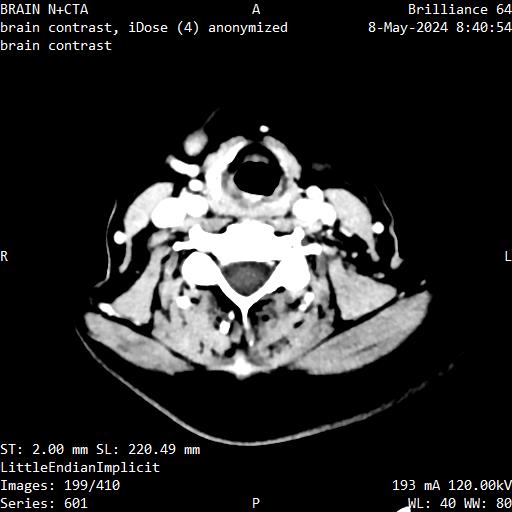 BRAIN N+CTA
brain contrast, iDose (4) anonymized
brain contrast
A
Brilliance 64
8-May-2024 8:40:54
R
L
ST: 2.00 mm SL: 220.49 mm
LittleEndianImplicit
Images: 199/410
Series: 601
P
193 mA 120.00kV
WL: 40 WW: 80